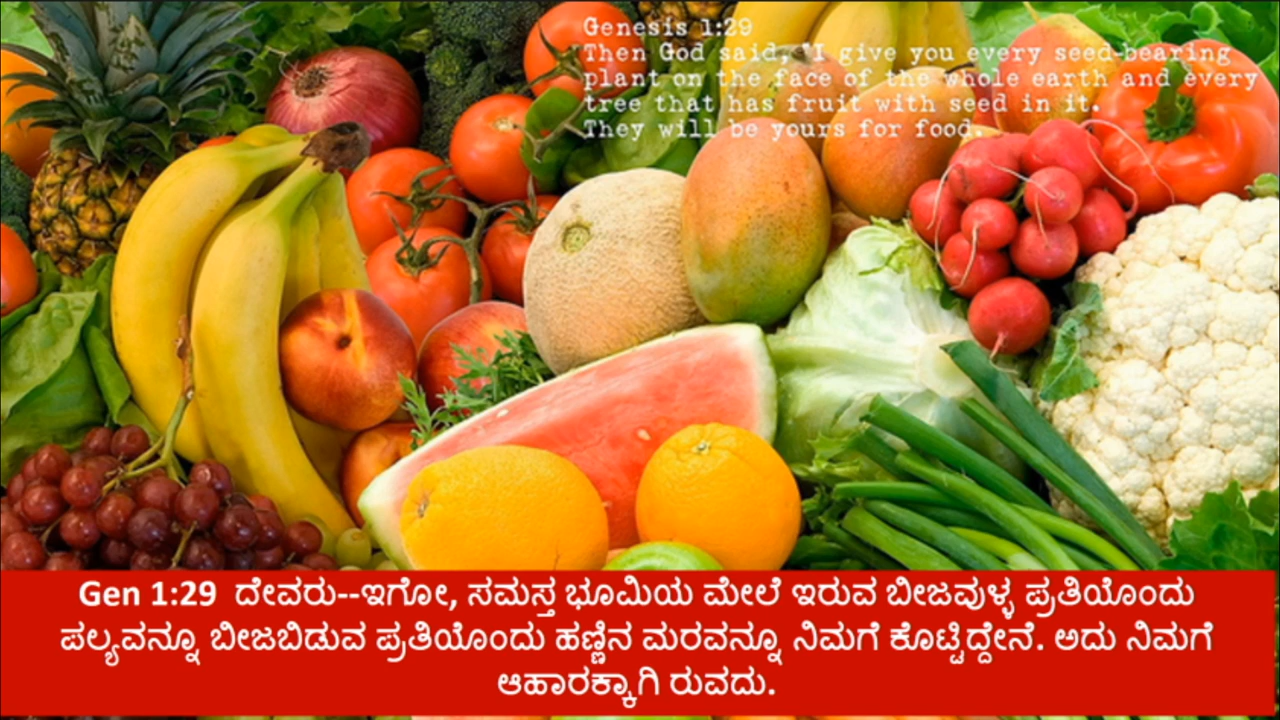 Genesis 1:29
Then God said, "I give you every seed-bearing
plant on the face of the whole earth and every
tree that has fruit with seed in it.
They will be yours for food.
Gen 1:29 ದೇವರು--ಇಗೋ, ಸಮಸ್ತ ಭೂಮಿಯ ಮೇಲೆ ಇರುವ ಬೀಜವುಳ್ಳ ಪ್ರತಿಯೊಂದು
ಪಲ್ಯವನ್ನೂ ಬೀಜಬಿಡುವ ಪ್ರತಿಯೊಂದು ಹಣ್ಣಿನ ಮರವನ್ನೂ ನಿಮಗೆ ಕೊಟ್ಟಿದ್ದೇನೆ. ಅದು ನಿಮಗೆ
ಆಹಾರಕ್ಕಾಗಿ ರುವದು.